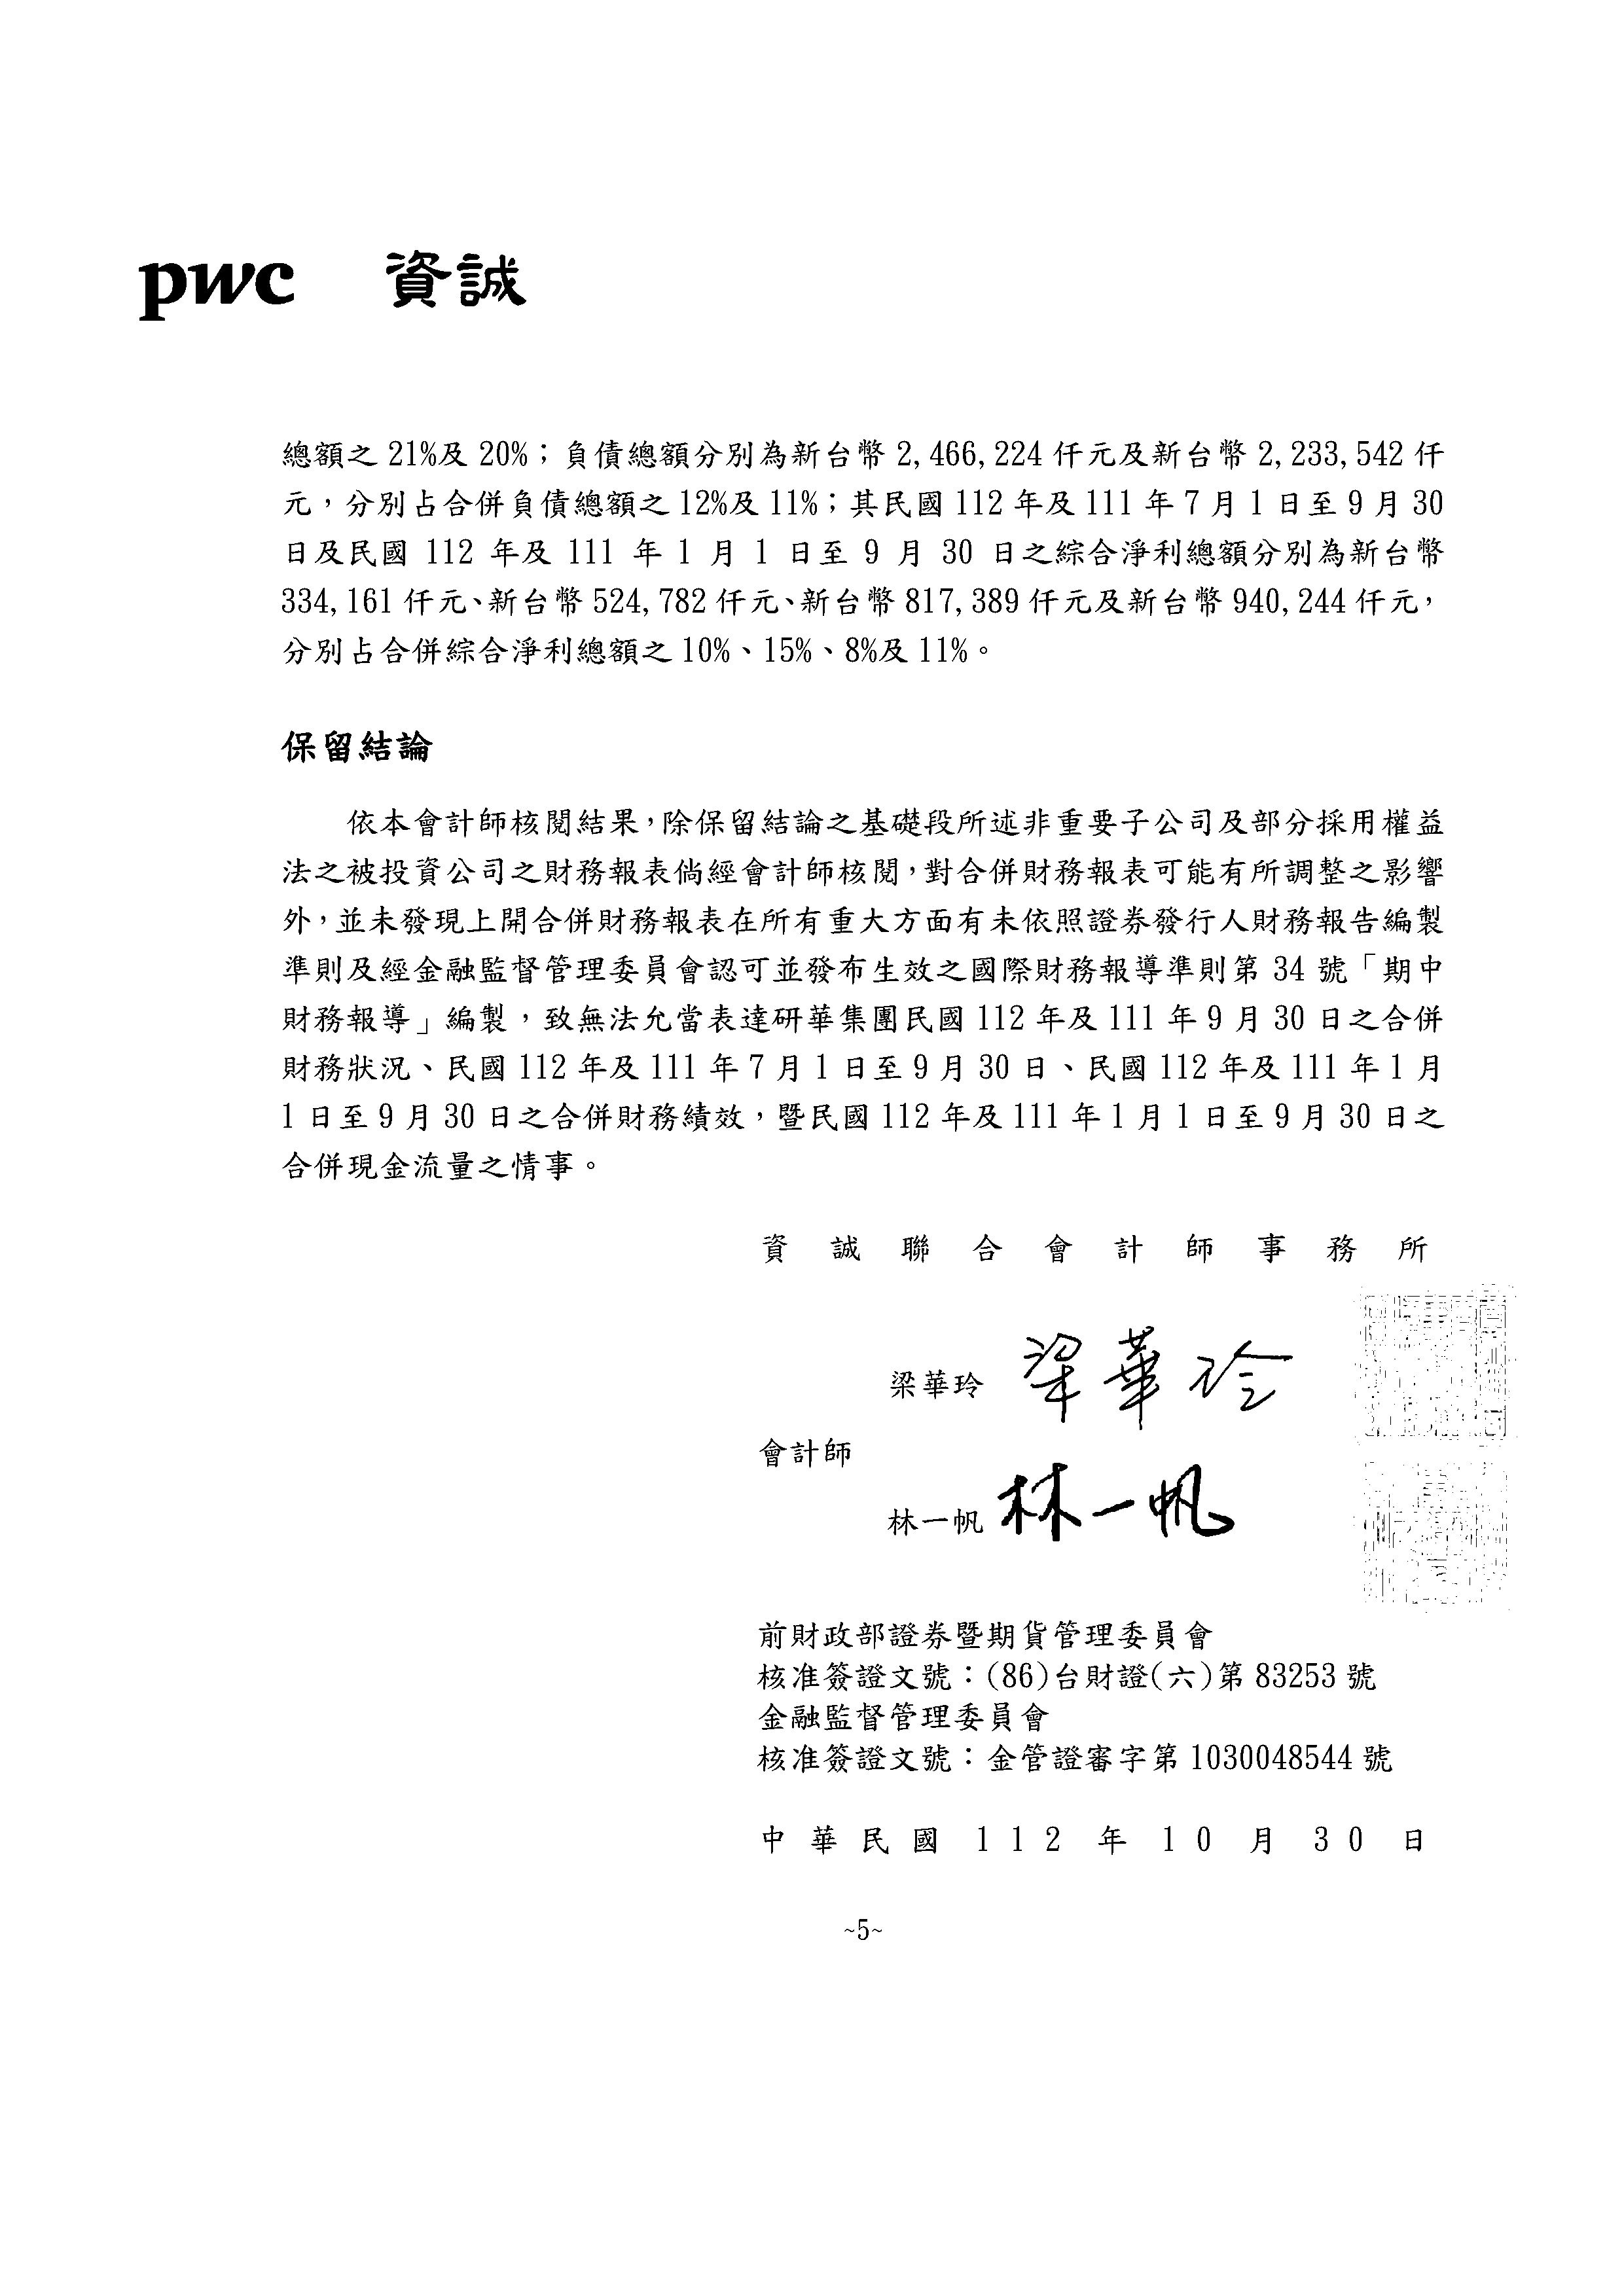 pwc 資誠
總額之 21%及 20%；負債總額分別為新台幣 2,466,224 仟元及新台幣 2,233,542 仟
元，分別占合併負債總額之 12%及 11%；其民國 112 年及 111 年 7 月 1 日至 9 月 30
日及民國 112 年及 111 年 1 月 1 日至 9 月 30 日之綜合淨利總額分別為新台幣
334,161 仟元、新台幣 524,782 仟元、新台幣 817,389 仟元及新台幣 940,244 仟元，
分別占合併綜合淨利總額之 10%、15%、8%及 11%。
保留結論
依本會計師核閱結果，除保留結論之基礎段所述非重要子公司及部分採用權益
法之被投資公司之財務報表倘經會計師核閱，對合併財務報表可能有所調整之影響
外，並未發現上開合併財務報表在所有重大方面有未依照證券發行人財務報告編製
準則及經金融監督管理委員會認可並發布生效之國際財務報導準則第 34 號「期中
財務報導」編製，致無法允當表達研華集團民國 112 年及 111 年 9 月 30 日之合併
財務狀況、民國 112 年及 111 年 7 月 1 日至 9 月 30 日、民國 112 年及 111 年 1 月
1 日至 9 月 30 日之合併財務績效，暨民國 112 年及 111 年 1 月 1 日至 9 月 30 日之
合併現金流量之情事。
資 誠 聯 合 會 計 師 事 務 所
梁華玲 梁華玲
會計師
林一帆 林一帆
前財政部證券暨期貨管理委員會
核准簽證文號：(86)台財證(六)第 83253 號
金融監督管理委員會
核准簽證文號：金管證審字第 1030048544 號
中 華 民 國 112 年 10 月 30 日
~5~